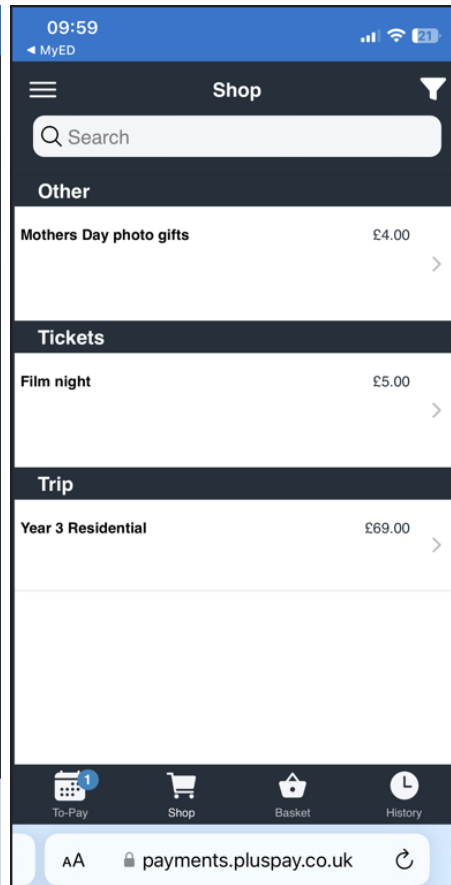 09:59
21
◀ MyED
Shop
Search
Other
Mothers Day photo gifts £4.00
Tickets
Film night £5.00
Trip
Year 3 Residential £69.00
1
To-Pay Shop Basket History
AA payments.pluspay.co.uk